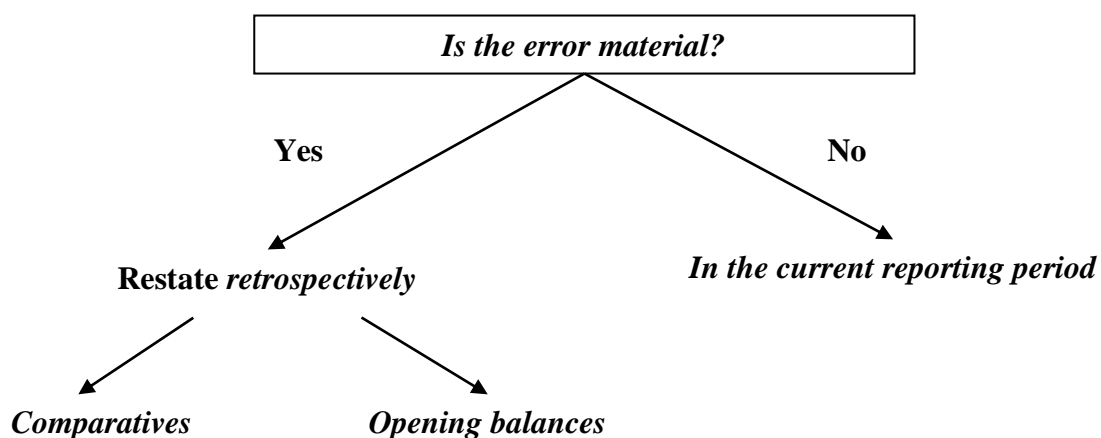 Is the error material?
Yes
No
Restate retrospectively
In the current reporting period
Comparatives
Opening balances